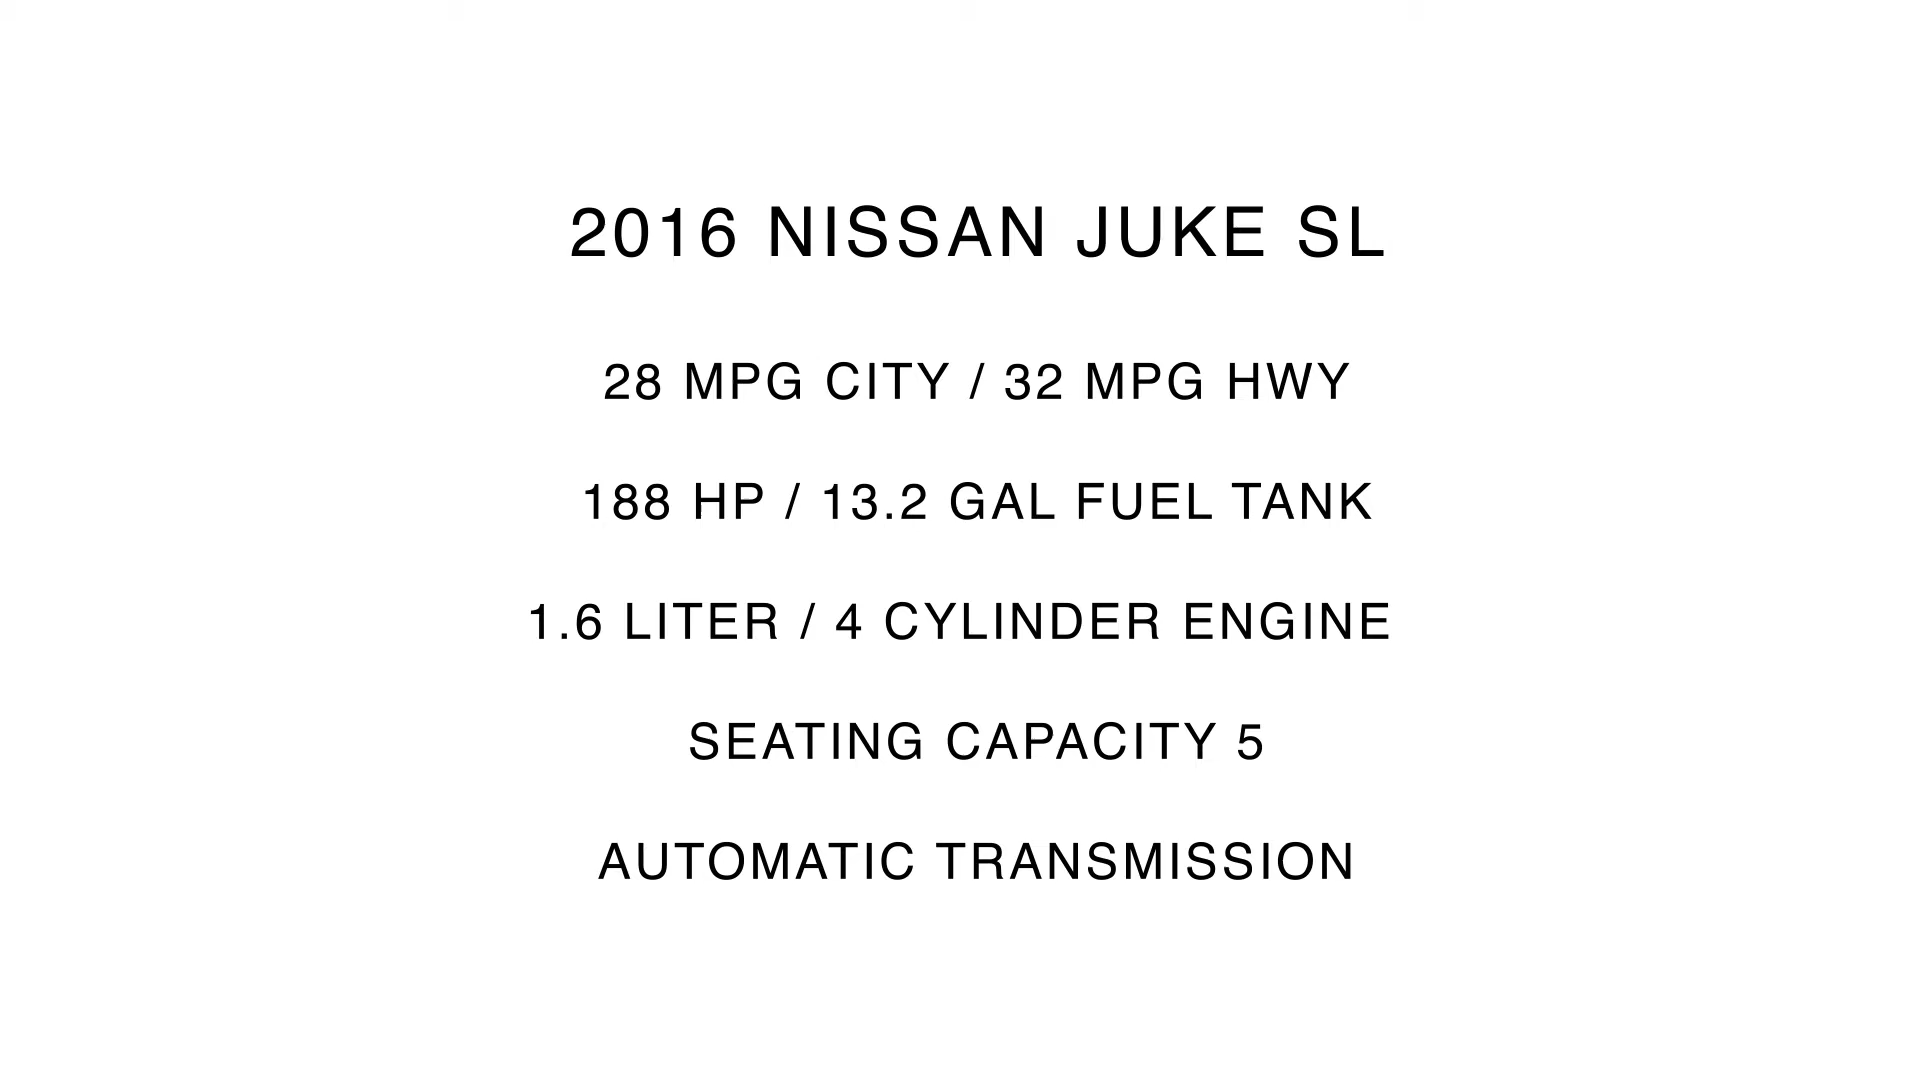 2016 NISSAN JUKE SL
28 MPG CITY / 32 MPG HWY
188 HP / 13.2 GAL FUEL TANK
1.6 LITER / 4 CYLINDER ENGINE
SEATING CAPACITY 5
AUTOMATIC TRANSMISSION